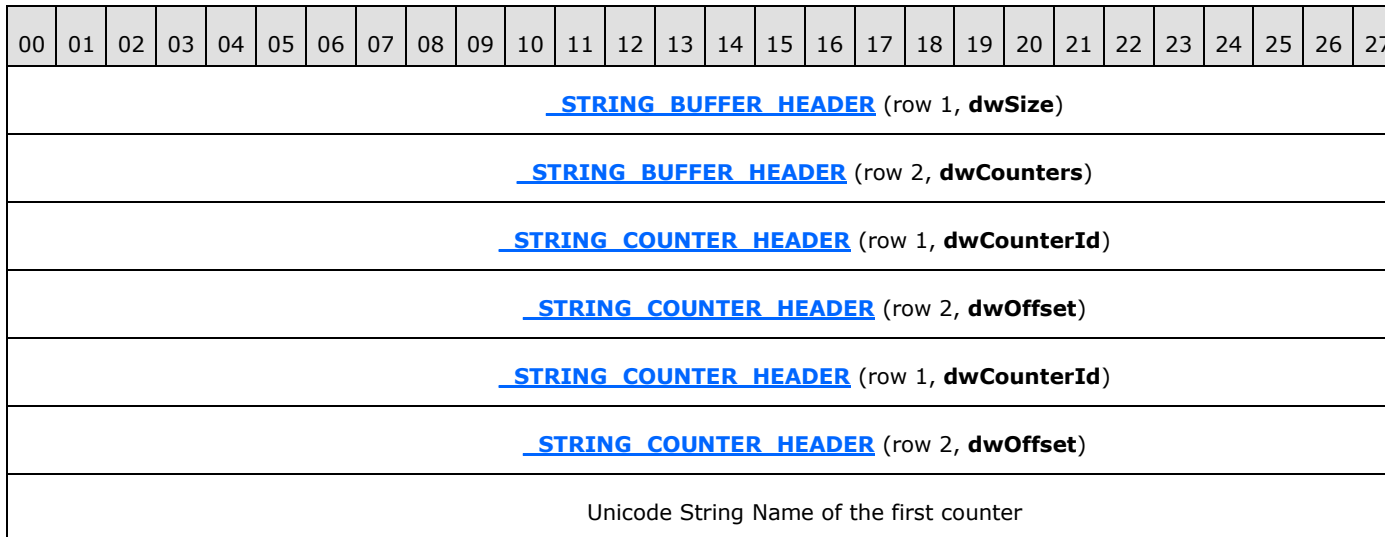 00 01 02 03 04 05 06 07 08 09 10 11 12 13 14 15 16 17 18 19 20 21 22 23 24 25 26 27
_STRING_BUFFER_HEADER (row 1, dwSize)
_STRING_BUFFER_HEADER (row 2, dwCounters)
_STRING_COUNTER_HEADER (row 1, dwCounterId)
_STRING_COUNTER_HEADER (row 2, dwOffset)
_STRING_COUNTER_HEADER (row 1, dwCounterId)
_STRING_COUNTER_HEADER (row 2, dwOffset)
Unicode String Name of the first counter